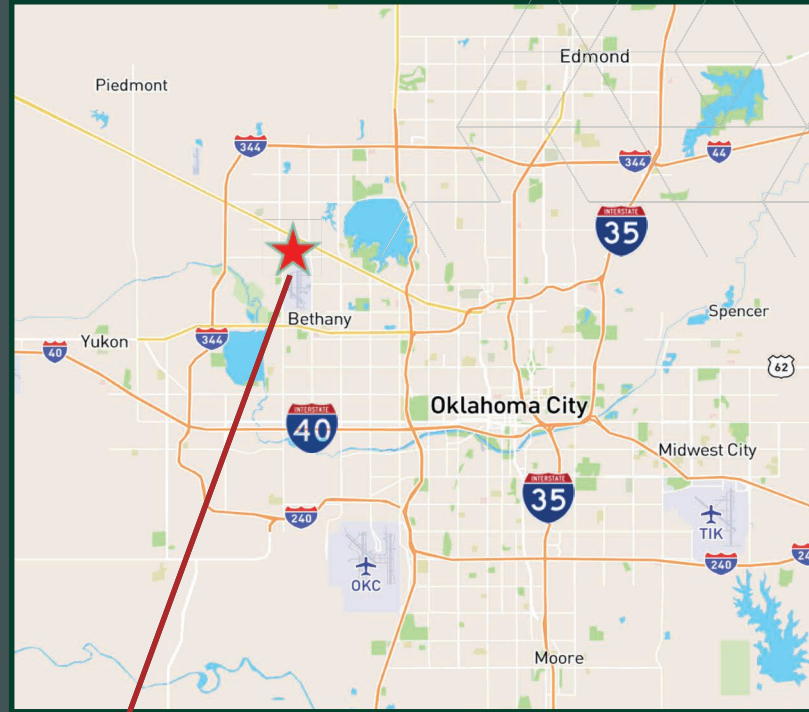 Edmond
Piedmont
344
344
44
INTERSTATE
35
Spencer
Bethany
344
Yukon
40
62
Oklahoma City
INTERSTATE
40
Midwest City
INTERSTATE
35
240
TIK
OKC
240
24
Moore